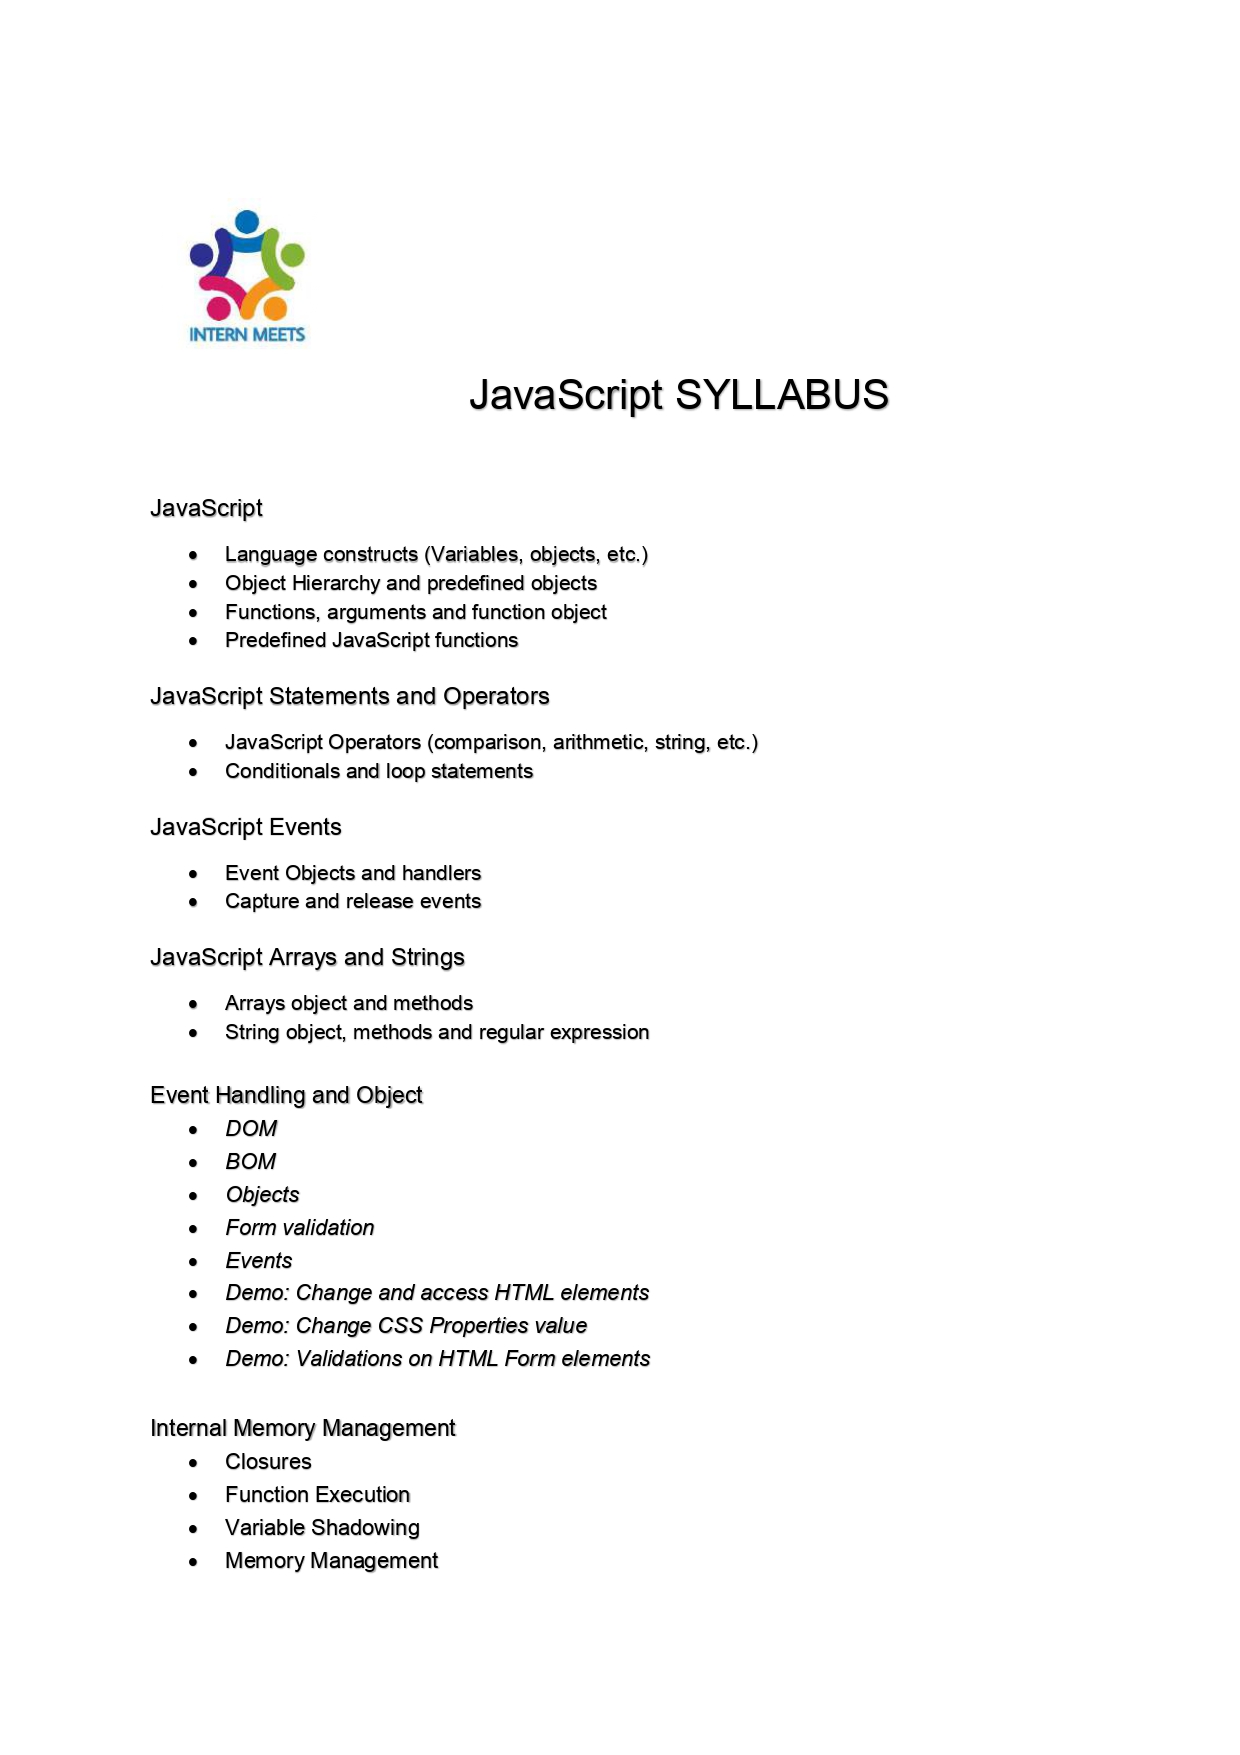 INTERN MEETS
JavaScript SYLLABUS
JavaScript
• Language constructs (Variables, objects, etc.)
• Object Hierarchy and predefined objects
• Functions, arguments and function object
• Predefined JavaScript functions
JavaScript Statements and Operators
• JavaScript Operators (comparison, arithmetic, string, etc.)
• Conditionals and loop statements
JavaScript Events
• Event Objects and handlers
• Capture and release events
JavaScript Arrays and Strings
• Arrays object and methods
• String object, methods and regular expression
Event Handling and Object
• DOM
• BOM
• Objects
• Form validation
• Events
• Demo: Change and access HTML elements
• Demo: Change CSS Properties value
• Demo: Validations on HTML Form elements
Internal Memory Management
• Closures
• Function Execution
• Variable Shadowing
• Memory Management